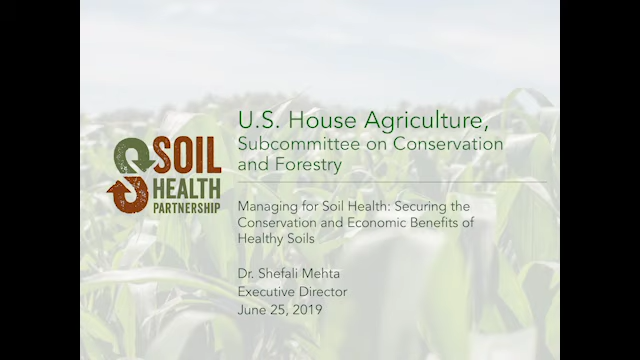 SOIL
HEALTH
PARTNERSHIP
U.S. House Agriculture,
Subcommittee on Conservation
and Forestry
Managing for Soil Health: Securing the
Conservation and Economic Benefits of
Healthy Soils
Dr. Shefali Mehta
Executive Director
June 25, 2019